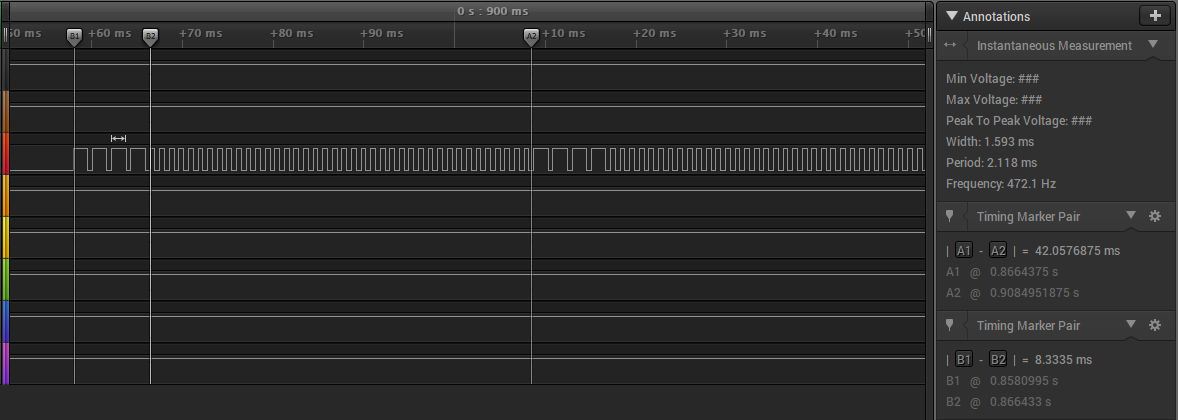 0 s : 900 ms
50 ms +60 ms +70 ms +80 ms +90 ms +10 ms +20 ms +30 ms +40 ms +50
B1 B2 A2
Annotations
Instantaneous Measurement
Min Voltage: ###
Max Voltage: ###
Peak To Peak Voltage: ###
Width: 1.593 ms
Period: 2.118 ms
Frequency: 472.1 Hz
Timing Marker Pair
| A1 - A2 | = 42.0576875 ms
A1 @ 0.8664375 s
A2 @ 0.9084951875 s
Timing Marker Pair
| B1 - B2 | = 8.3335 ms
B1 @ 0.8580995 s
B2 @ 0.866433 s